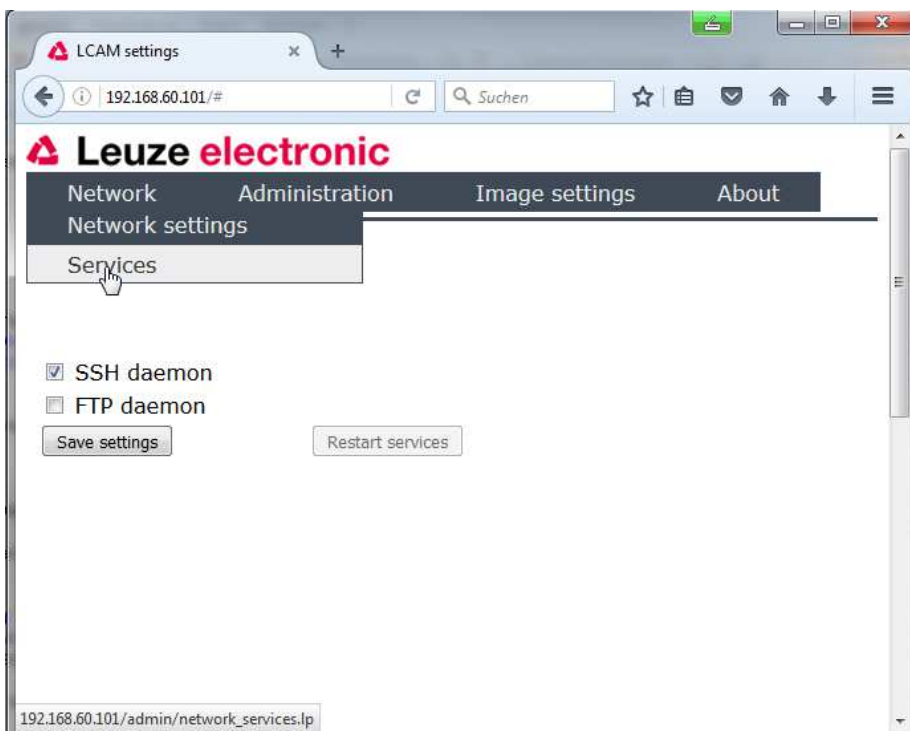 LCAM settings
192.168.60.101/#
Suchen
Leuze electronic
Network Administration Image settings About
Network settings
Services
SSH daemon
FTP daemon
Save settings Restart services
192.168.60.101/admin/network_services.lp